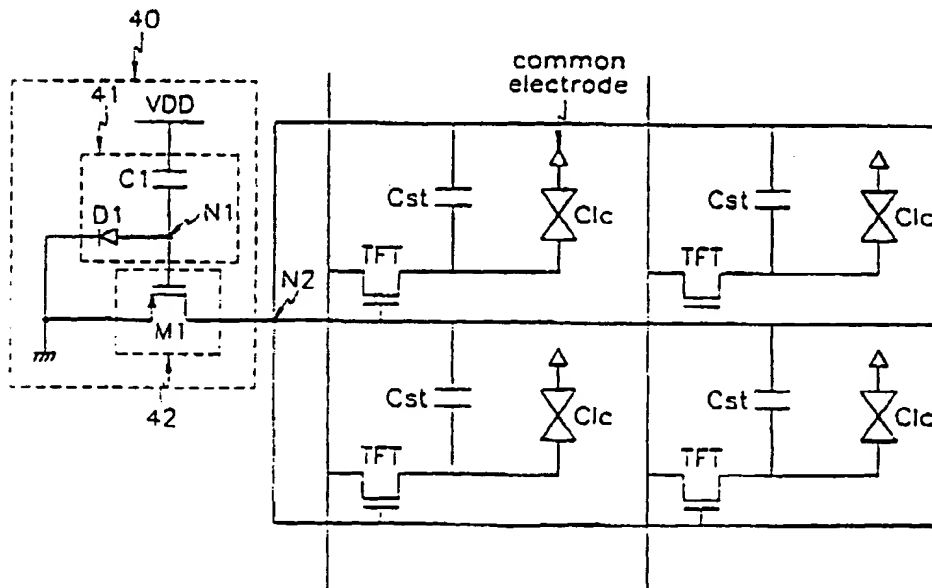 40
common
electrode
41
VDD
C1
Cst
Clc
Cst
Clc
D1
N1
TFT
TFT
N2
M1
42
Cst
Clc
Cst
Clc
TFT
TFT